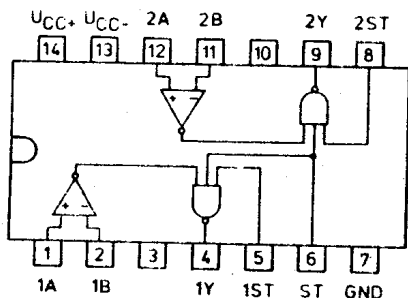 UCC+ UCC- 2A 2B 2Y 2ST
14 13 12 11 10 9 8
+ -
+ -
1 2 3 4 5 6 7
1A 1B 1Y 1ST ST GND